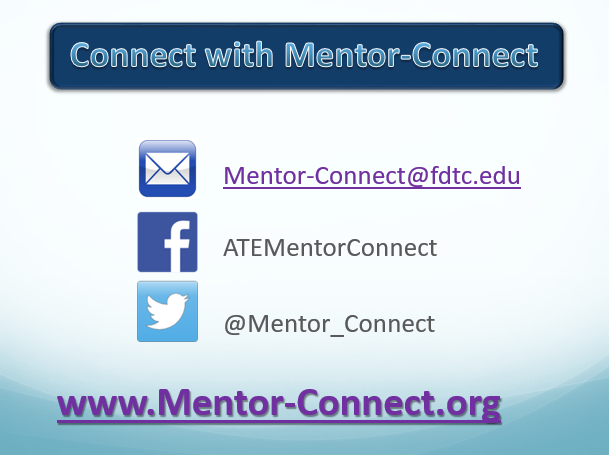 Connect with Mentor-Connect
Mentor-Connect@fdtc.edu
ATEMentorConnect
@Mentor_Connect
www.Mentor-Connect.org